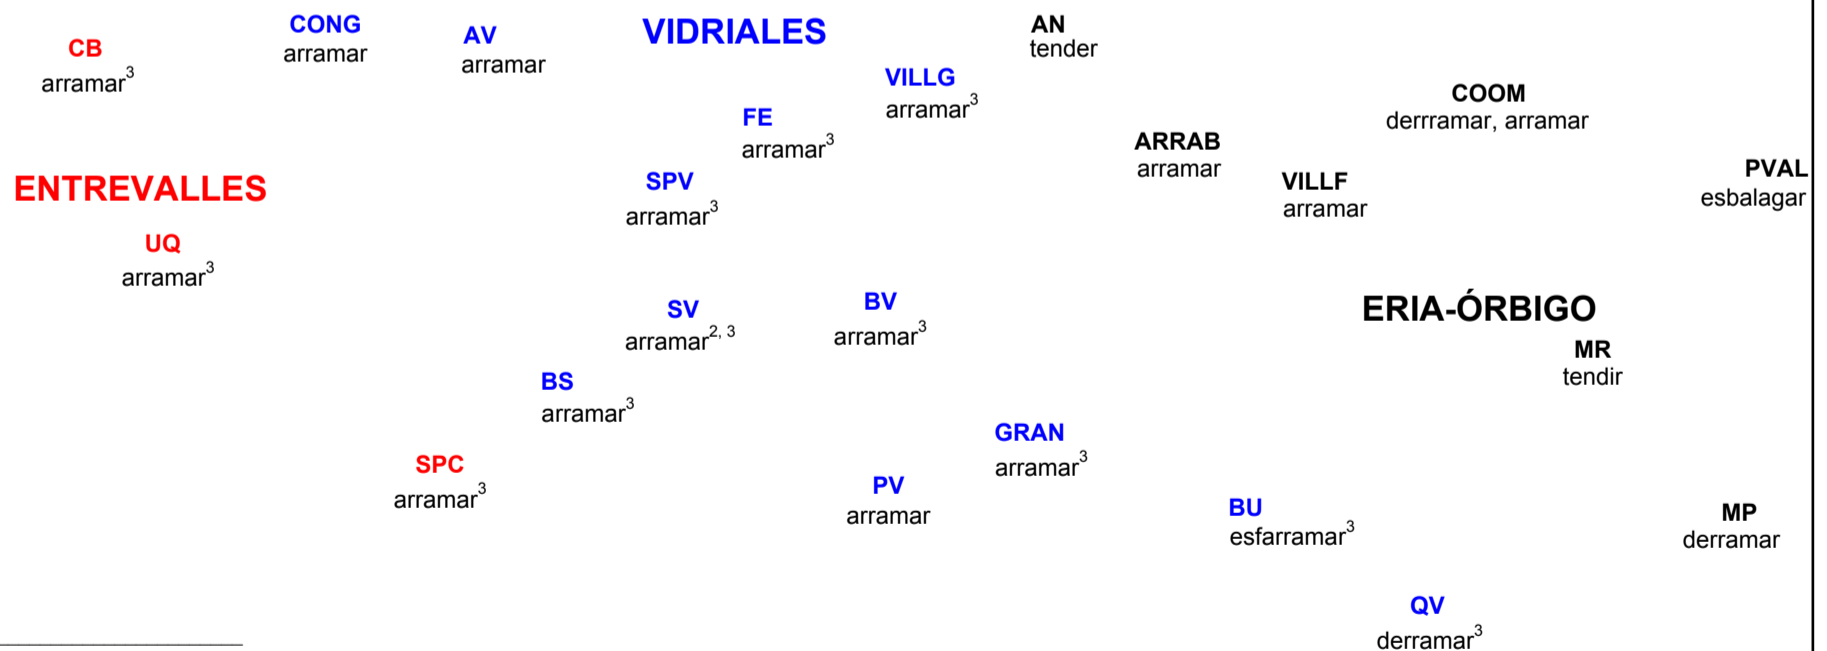 CONG
arramar
AV
arramar
VIDRIALES
AN
tender
CB
arramar³
VILLG
arramar³
COOM
derrramar, arramar
FE
arramar³
ARRAB
arramar
PVAL
esbalagar
ENTREVALLES
SPV
arramar³
VILLF
arramar
UQ
arramar³
SV
arramar², ³
BV
arramar³
ERIA-ÓRBIGO
MR
tendir
BS
arramar³
GRAN
arramar³
SPC
arramar³
PV
arramar
BU
esfarramar³
MP
derramar
QV
derramar³